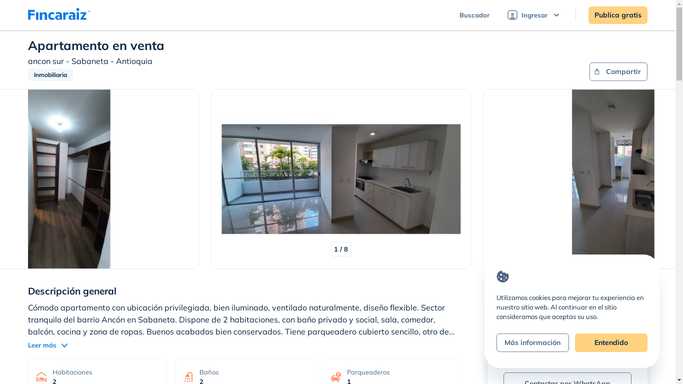 Fincaraiz
Buscador
Ingresar
Publica gratis
Apartamento en venta
ancon sur - Sabaneta - Antioquia
Inmobiliaria
Compartir
1 / 8
Descripción general
Cómodo apartamento con ubicación privilegiada, bien iluminado, ventilado naturalmente, diseño flexible. Sector
tranquilo del barrio Ancón en Sabaneta. Dispone de 2 habitaciones, con baño privado y social, sala, comedor,
balcón, cocina y zona de ropas. Buenos acabados bien conservados. Tiene parqueadero cubierto sencillo, otro de...
Leer más
Habitaciones
2
Baños
2
Parqueaderos
1
Utilizamos cookies para mejorar tu experiencia en
nuestro sitio web. Al continuar en el sitio
consideramos que aceptas su uso.
Más información
Entendido
Contactar por WhatsApp